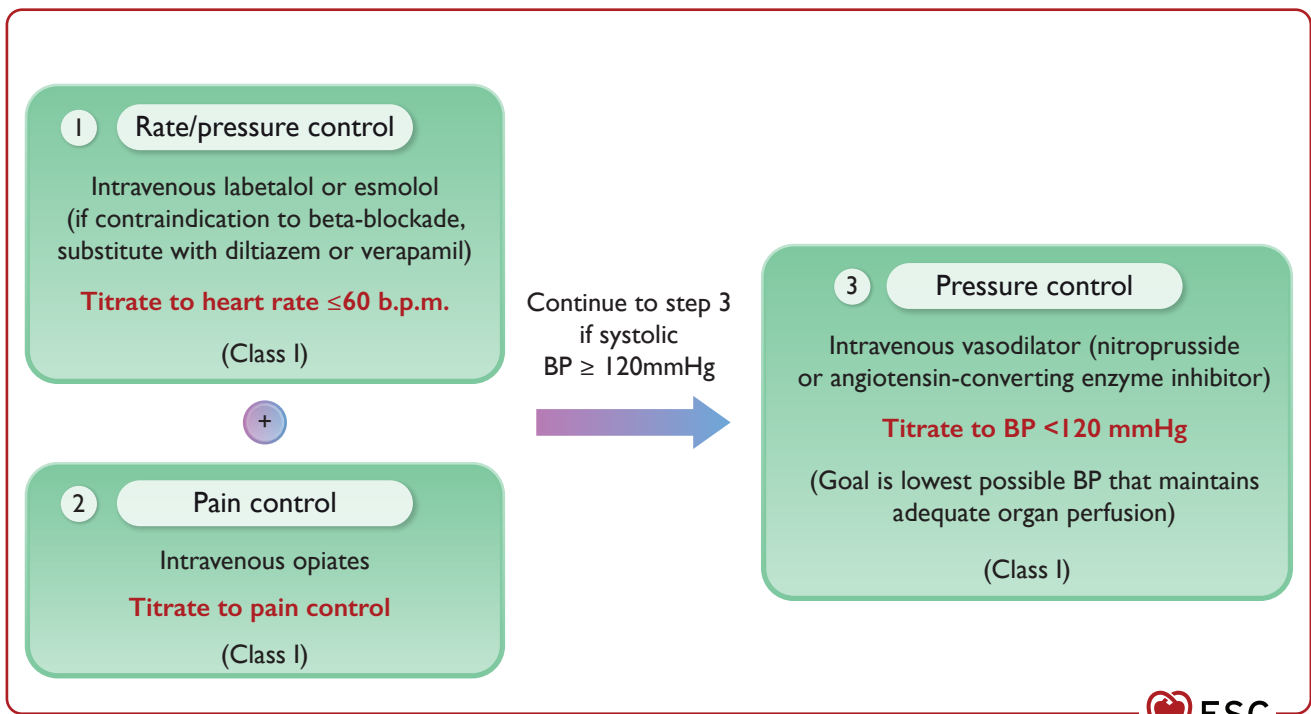 1 Rate/pressure control
Intravenous labetalol or esmolol
(if contraindication to beta-blockade,
substitute with diltiazem or verapamil)
Titrate to heart rate ≤60 b.p.m.
(Class I)
+
2 Pain control
Intravenous opiates
Titrate to pain control
(Class I)
Continue to step 3
if systolic
BP ≥ 120mmHg
3 Pressure control
Intravenous vasodilator (nitroprusside
or angiotensin-converting enzyme inhibitor)
Titrate to BP <120 mmHg
(Goal is lowest possible BP that maintains
adequate organ perfusion)
(Class I)
ESC